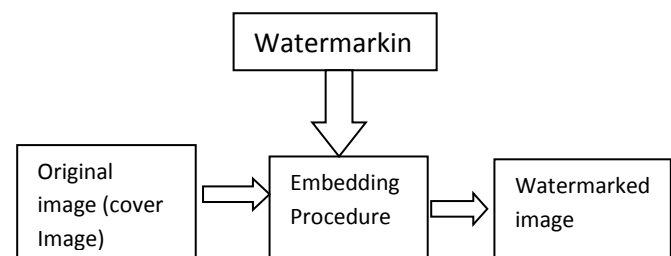 Watermarkin
Original
image (cover
Image)
Embedding
Procedure
Watermarked
image